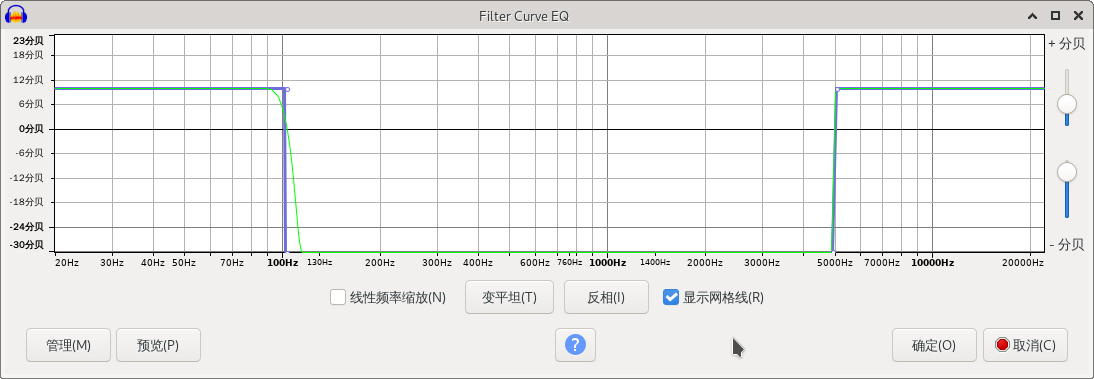 Filter Curve EQ
23分贝
18分贝
12分贝
6分贝
0分贝
-6分贝
-12分贝
-18分贝
-24分贝
-30分贝
+ 分贝
- 分贝
20Hz 30Hz 40Hz 50Hz 70Hz 100Hz 130Hz 200Hz 300Hz 400Hz 600Hz 760Hz 1000Hz 1400Hz 2000Hz 3000Hz 5000Hz 7000Hz 10000Hz 20000Hz
线性频率缩放(N) 变平坦(T) 反相(I) 显示网格线(R)
管理(M) 预览(P) ? 确定(O) 取消(C)